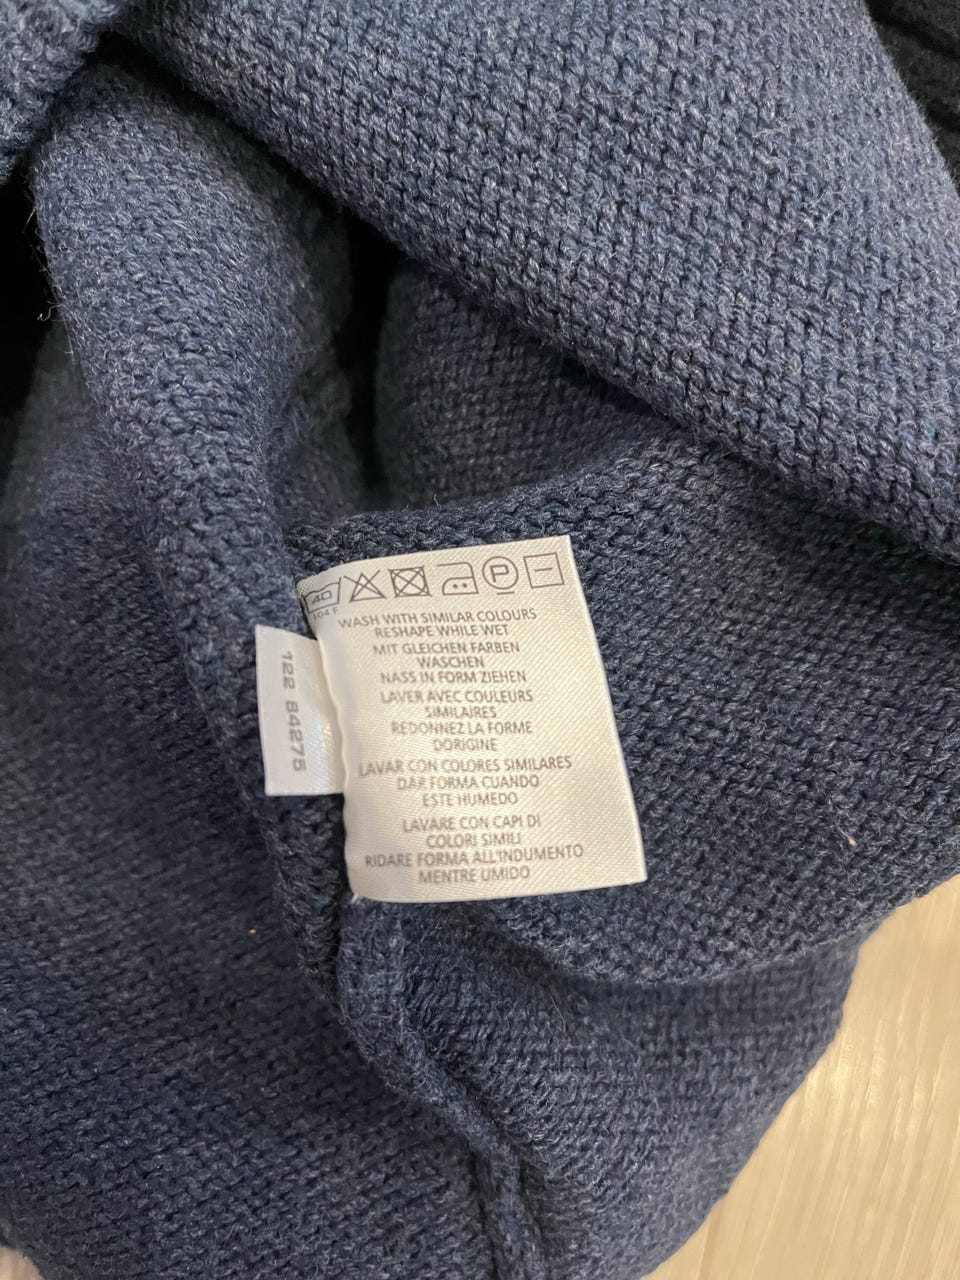 40
104 F
P
WASH WITH SIMILAR COLOURS
RESHAPE WHILE WET
MIT GLEICHEN FARBEN
WASCHEN
NASS IN FORM ZIEHEN
LAVER AVEC COULEURS
SIMILAIRES
REDONNEZ LA FORME
DORIGINE
LAVAR CON COLORES SIMILARES
DAR FORMA CUANDO
ESTE HUMEDO
LAVARE CON CAPI DI
COLORI SIMILI
RIDARE FORMA ALL'INDUMENTO
MENTRE UMIDO
122 84275